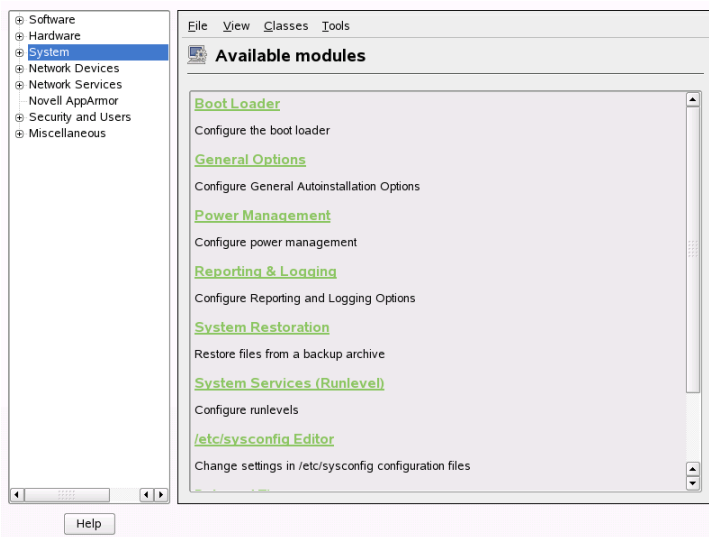 Software
Hardware
System
Network Devices
Network Services
Novell AppArmor
Security and Users
Miscellaneous
Help
File View Classes Tools
Available modules
Boot Loader
Configure the boot loader
General Options
Configure General Autoinstallation Options
Power Management
Configure power management
Reporting & Logging
Configure Reporting and Logging Options
System Restoration
Restore files from a backup archive
System Services (Runlevel)
Configure runlevels
/etc/sysconfig Editor
Change settings in /etc/sysconfig configuration files